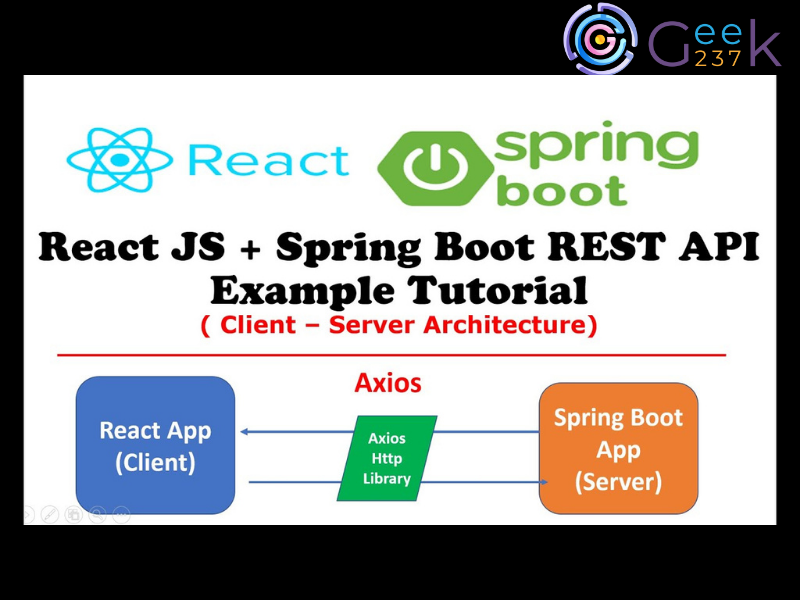 Geek
237
React
spring
boot
React JS + Spring Boot REST API
Example Tutorial
( Client – Server Architecture)
Axios
React App
(Client)
Axios
Http
Library
Spring Boot
App
(Server)